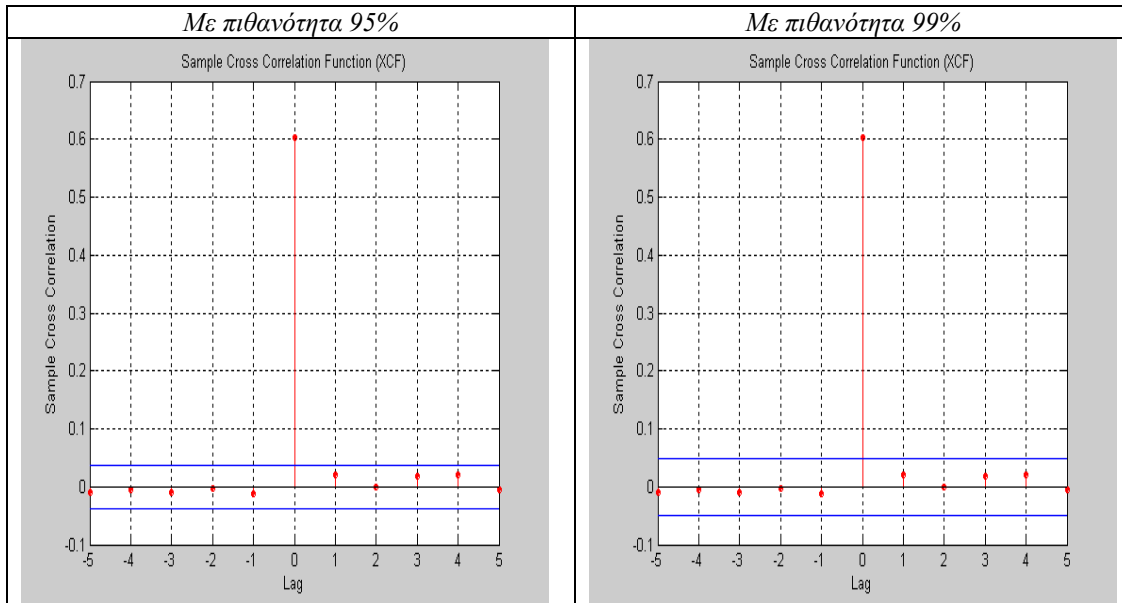 Με πιθανότητα 95%
Με πιθανότητα 99%
Sample Cross Correlation Function (XCF)
0.7
0.6
0.5
0.4
0.3
0.2
0.1
0
-0.1
Sample Cross Correlation
-5 -4 -3 -2 -1 0 1 2 3 4 5
Lag
Sample Cross Correlation Function (XCF)
0.7
0.6
0.5
0.4
0.3
0.2
0.1
0
-0.1
Sample Cross Correlation
-5 -4 -3 -2 -1 0 1 2 3 4 5
Lag